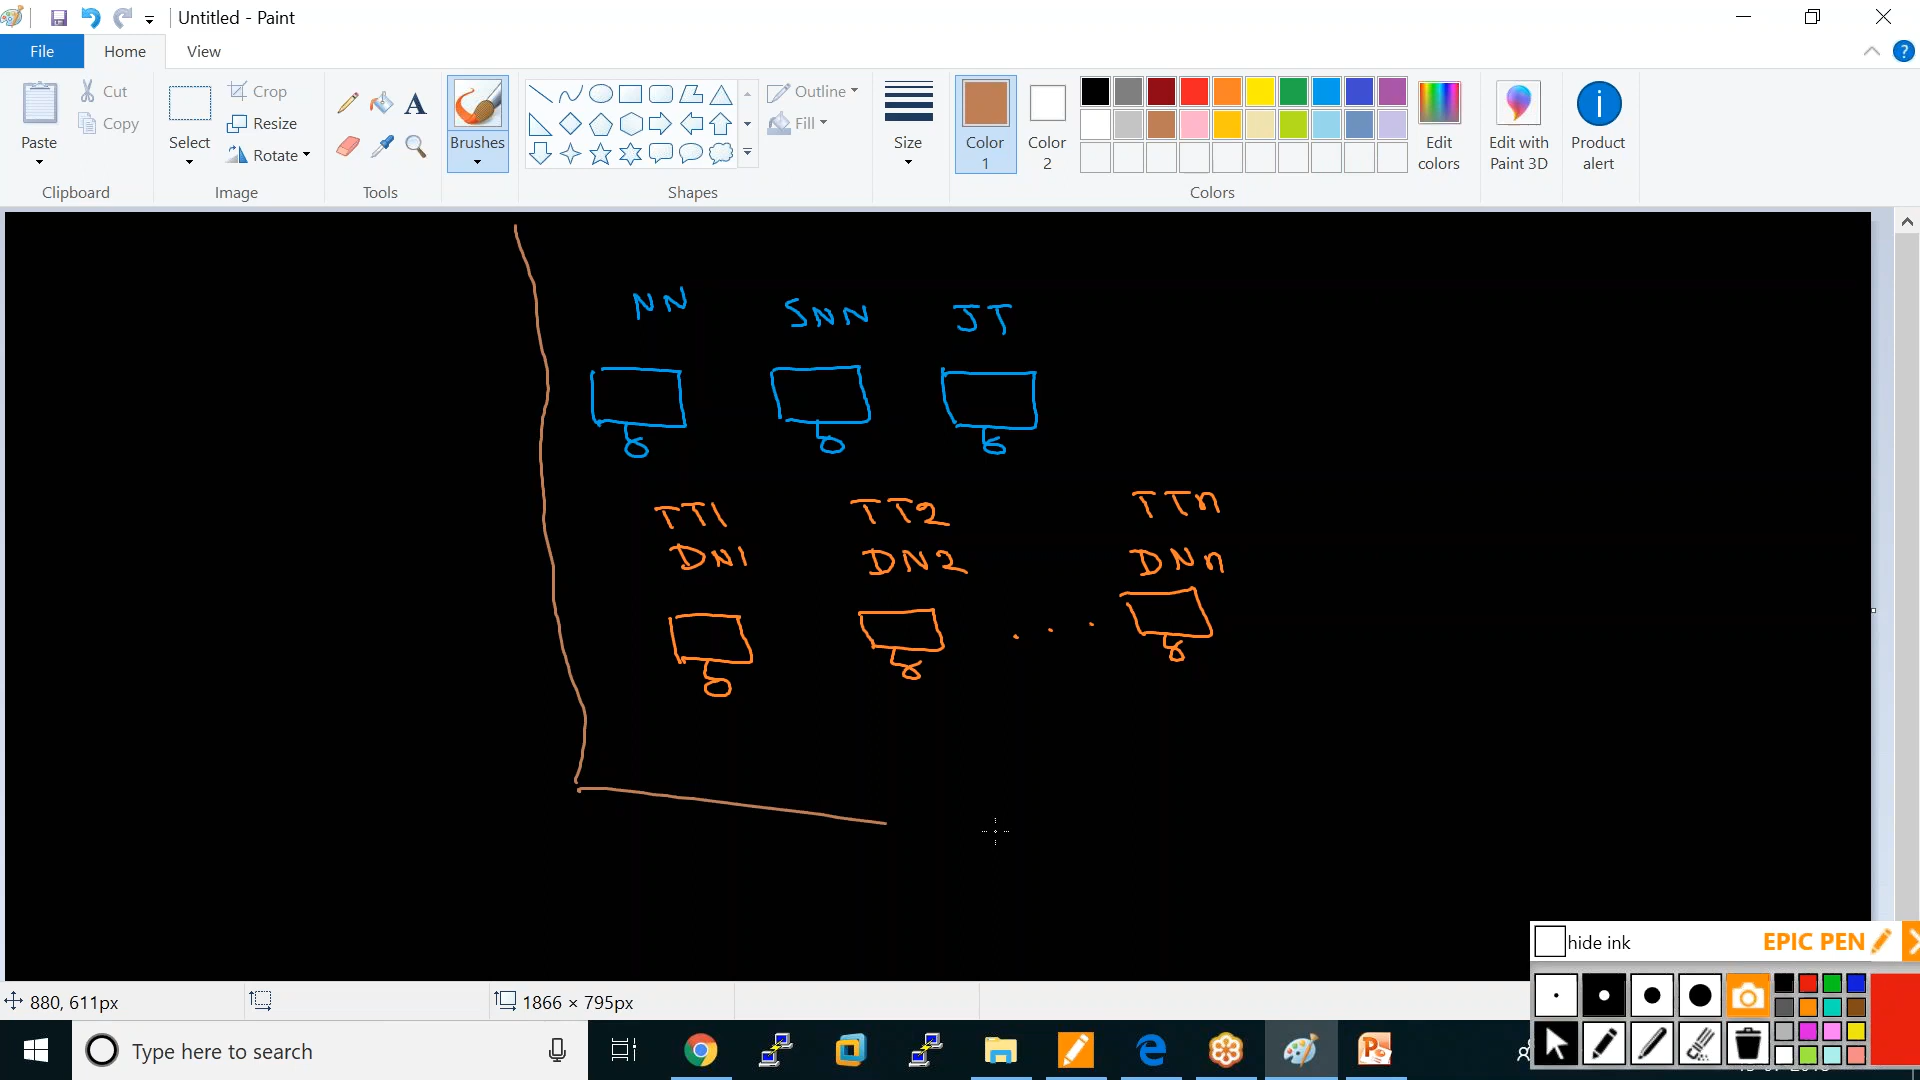 Untitled - Paint
File Home View
Paste
Cut
Copy
Clipboard
Select
Crop
Resize
Rotate
Image
A
Tools
Brushes
Outline
Fill
Shapes
Size
Color 1
Color 2
Edit colors
Colors
Edit with Paint 3D
Product alert
NN SNN JT
TT1 TT2 TTn
DN1 DN2 DNn
hide ink EPIC PEN
880, 611px
1866 × 795px
Type here to search